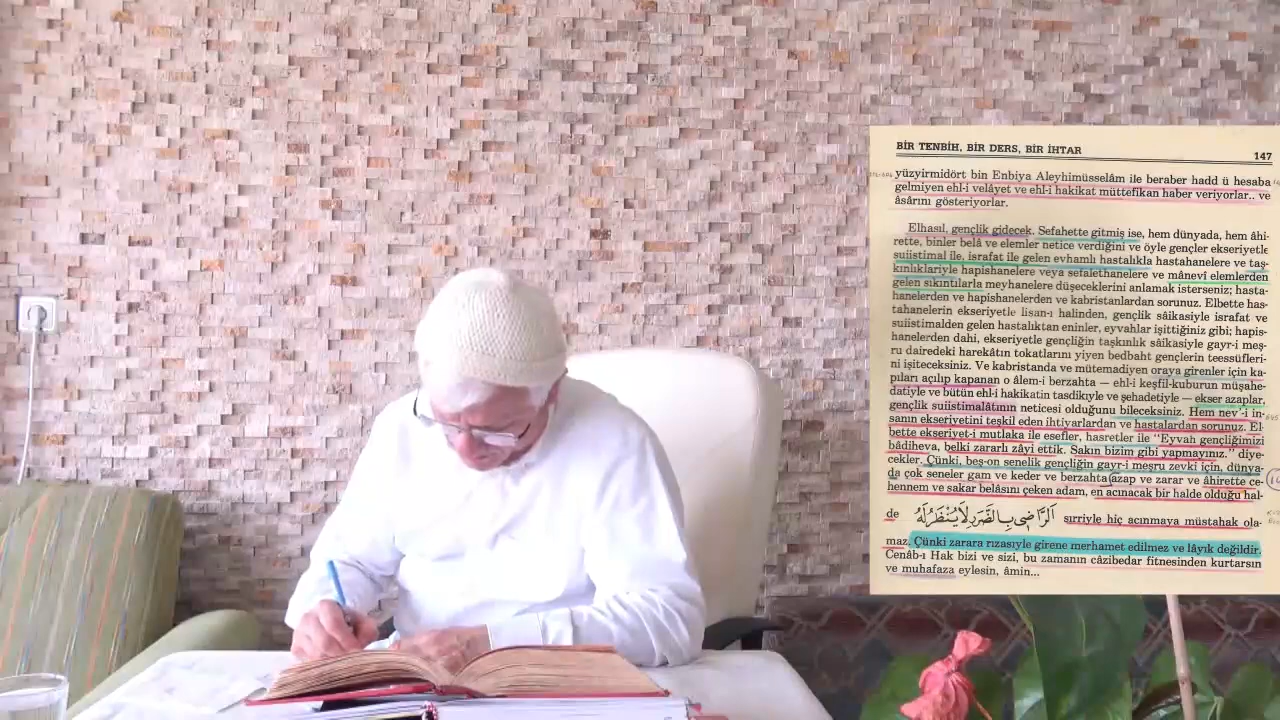 BİR TENBİH, BİR DERS, BİR İHTAR 147
yüzyirmidört bin Enbiya Aleyhimüsselâm ile beraber hadd ü hesaba
gelmiyen ehl-i velâyet ve ehl-i hakikat müttefikan haber veriyorlar.. ve
âsârını gösteriyorlar.
Elhasıl, gençlik gidecek. Sefahette gitmiş ise, hem dünyada, hem âhi-
rette, binler belâ ve elemler netice verdiğini ve öyle gençler ekseriyetle
suiistimal ile, israfat ile gelen evhamlı hastalıkla hastahanelere ve taş-
kınlıklariyle hapishanelere veya sefalethanelere ve mânevi elemlerden
gelen sıkıntılarla meyhanelere düşeceklerini anlamak isterseniz; hasta-
hanelerden ve hapishanelerden ve kabristanlardan sorunuz. Elbette has-
tahanelerin ekseriyetle lisan-ı halinden, gençlik sâikasiyle israfat ve
suiistimalden gelen hastalıktan eninler, eyvahlar işittiğiniz gibi; hapis-
hanelerden dahi, ekseriyetle gençliğin taşkınlık sâikasiyle gayr-i meş-
ru dairedeki harekâtın tokatlarını yiyen bedbaht gençlerin teessüfleri-
ni işiteceksiniz. Ve kabristanda ve mütemadiyen oraya girenler için ka-
pıları açılıp kapanan o âlem-i berzahta — ehl-i keşfil-kuburun müşahe-
datiyle ve bütün ehl-i hakikatin tasdikıyle ve şehadetiyle — ekser azaplar,
gençlik suiistimalâtının neticesi olduğunu bileceksiniz. Hem nev'-i in-
sanın ekseriyetini teşkil eden ihtiyarlardan ve hastalardan sorunuz. El-
bette ekseriyet-i mutlaka ile esefler, hasretler ile "Eyvah gençliğimizi
bâdiheva, belki zararlı zâyi ettik. Sakın bizim gibi yapmayınız." diye-
cekler. Çünki, beş-on senelik gençliğin gayr-i meşru zevki için, dünya-
da çok seneler gam ve keder ve berzahta azap ve zarar ve âhirette ce-
hennem ve sakar belâsını çeken adam, en acınacak bir halde olduğu hal-
de اَلرَّاضِى بِالضَّرَرِ لاَ يُنْظَرُ لَهُ sırriyle hiç acınmaya müstahak ola-
maz. Çünki zarara rızasıyle girene merhamet edilmez ve lâyık değildir.
Cenâb-ı Hak bizi ve sizi, bu zamanın câzibedar fitnesinden kurtarsın
ve muhafaza eylesin, âmin...